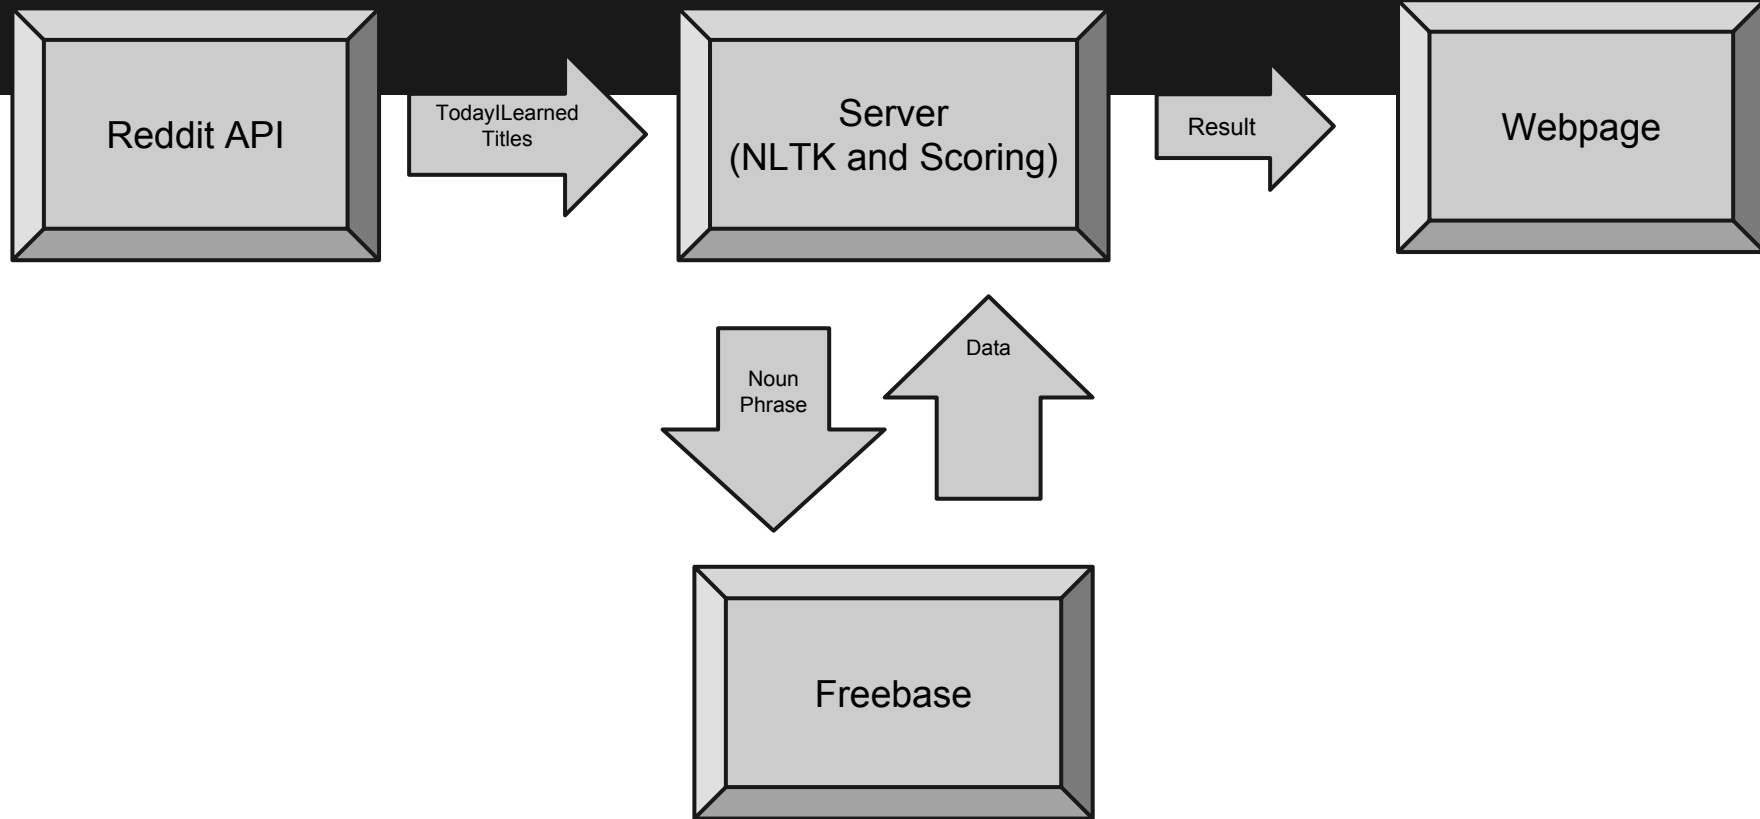 Reddit API
TodayILearned
Titles
Server
(NLTK and Scoring)
Result
Webpage
Noun
Phrase
Data
Freebase